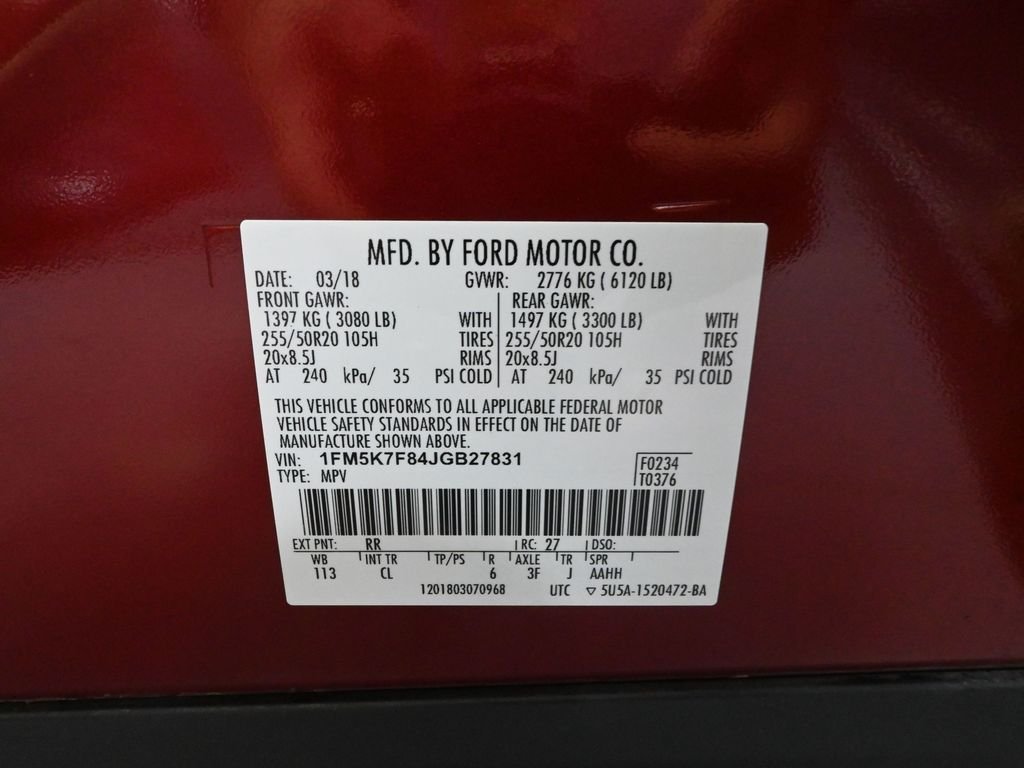 MFD. BY FORD MOTOR CO.
DATE: 03/18 GVWR: 2776 KG ( 6120 LB)
FRONT GAWR: REAR GAWR:
1397 KG ( 3080 LB) WITH 1497 KG ( 3300 LB) WITH
255/50R20 105H TIRES 255/50R20 105H TIRES
20x8.5J RIMS 20x8.5J RIMS
AT 240 kPa/ 35 PSI COLD AT 240 kPa/ 35 PSI COLD
THIS VEHICLE CONFORMS TO ALL APPLICABLE FEDERAL MOTOR
VEHICLE SAFETY STANDARDS IN EFFECT ON THE DATE OF
MANUFACTURE SHOWN ABOVE.
VIN: 1FM5K7F84JGB27831 F0234
TYPE: MPV T0376
EXT PNT: RR RC: 27 DSO:
WB INT TR TP/PS R AXLE TR SPR
113 CL 6 3F J AAHH
1201803070968 UTC ▽ 5U5A-1520472-BA